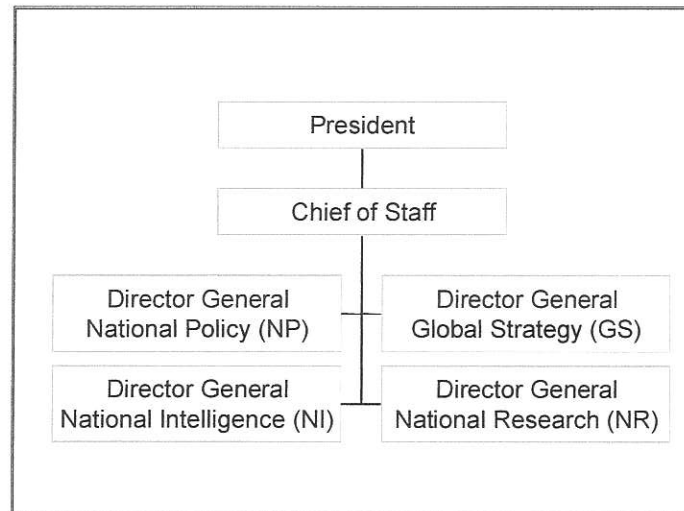 President
Chief of Staff
Director General
National Policy (NP)
Director General
Global Strategy (GS)
Director General
National Intelligence (NI)
Director General
National Research (NR)